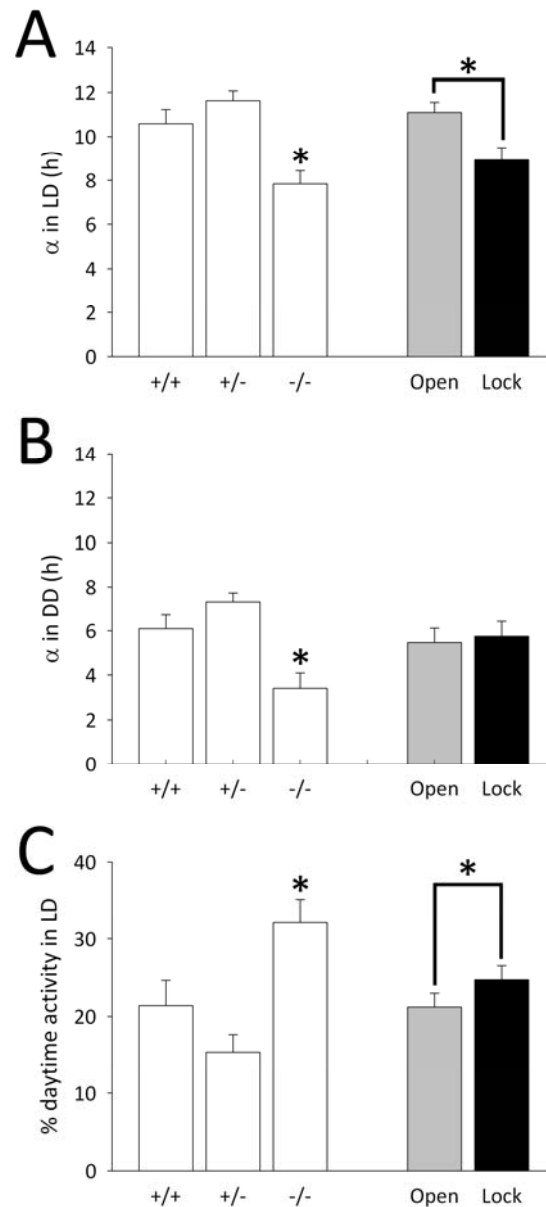 A
14
12
10
8
6
4
2
0
α in LD (h)
*
*
+/+ +/- -/- Open Lock
B
14
12
10
8
6
4
2
0
α in DD (h)
*
+/+ +/- -/- Open Lock
C
40
30
20
10
0
% daytime activity in LD
*
*
+/+ +/- -/- Open Lock